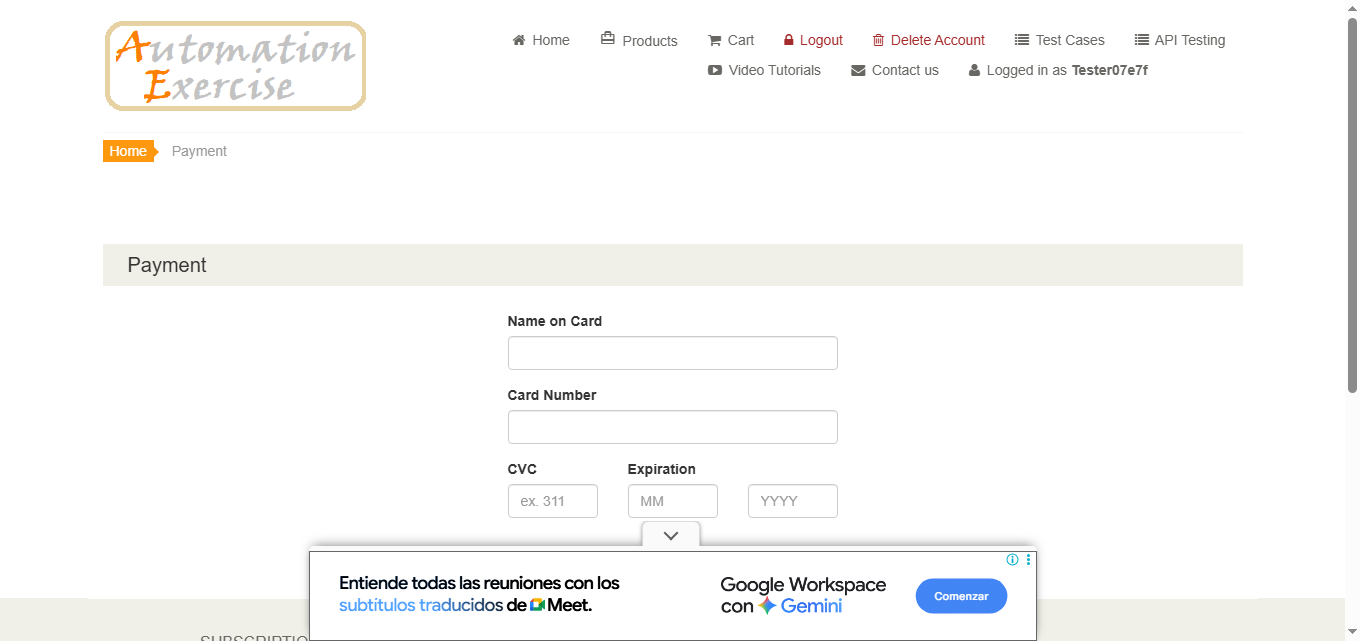 Automation
Exercise
Home Products Cart Logout Delete Account Test Cases API Testing
Video Tutorials Contact us Logged in as Tester07e7f
Home Payment
Payment
Name on Card
Card Number
CVC Expiration
ex. 311 MM YYYY
Entiende todas las reuniones con los
subtítulos traducidos de Meet.
Google Workspace
con Gemini
Comenzar
SUBSCRIPTIO